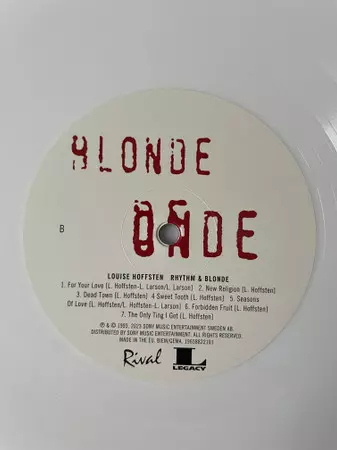 BLONDE
ONDE
B
LOUISE HOFFSTEN RHYTHM & BLONDE
1. For Your Love (L. Hoffsten-L. Larson/L. Larson) 2. New Religion (L. Hoffsten)
3. Dead Town (L. Hoffsten) 4 Sweet Tooth (L. Hoffsten) 5. Seasons
Of Love (L. Hoffsten/Hoffsten-L. Larson) 6. Forbidden Fruit (L. Hoffsten)
7. The Only Ting I Got (L. Hoffsten)
℗ & © 1993, 2023 SONY MUSIC ENTERTAINMENT SWEDEN AB.
DISTRIBUTED BY SONY MUSIC ENTERTAINMENT. ALL RIGHTS RESERVED.
MADE IN THE EU. BIEM/GEMA.
Rival
L
LEGACY